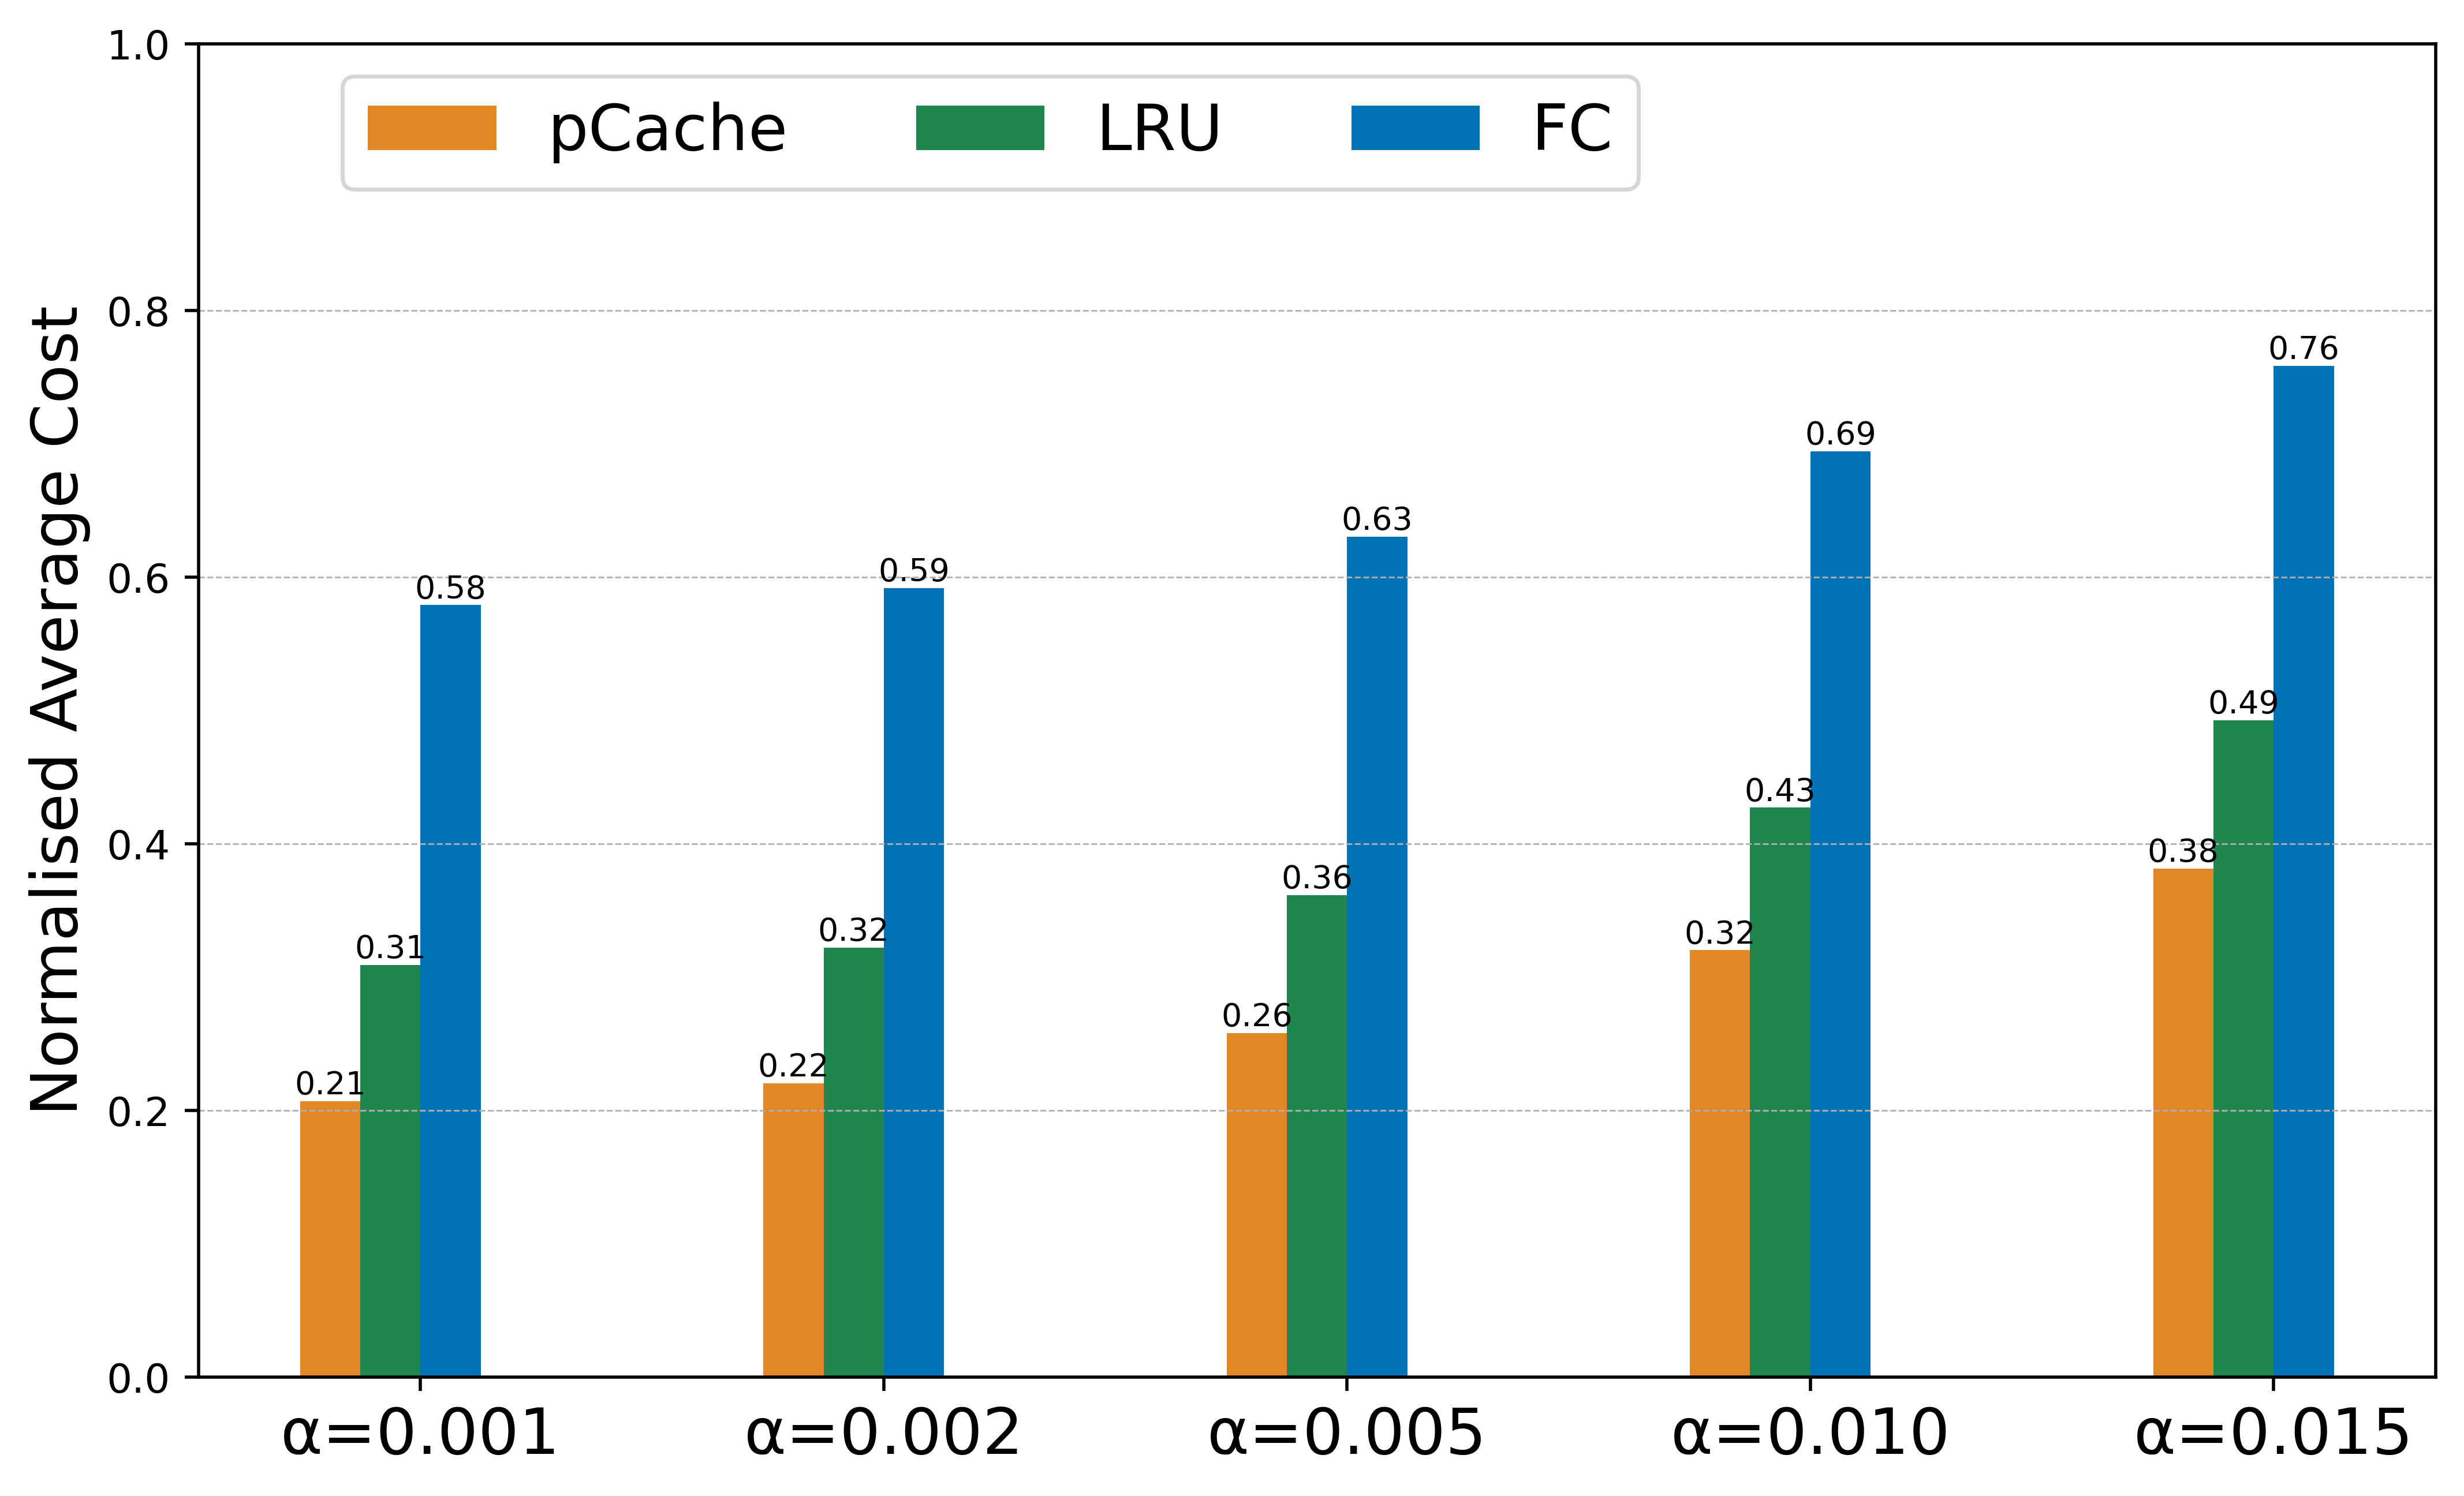 Normalised Average Cost
1.0
0.8
0.6
0.4
0.2
0.0
pCache LRU FC
0.21 0.31 0.58
0.22 0.32 0.59
0.26 0.36 0.63
0.32 0.43 0.69
0.38 0.49 0.76
α=0.001 α=0.002 α=0.005 α=0.010 α=0.015